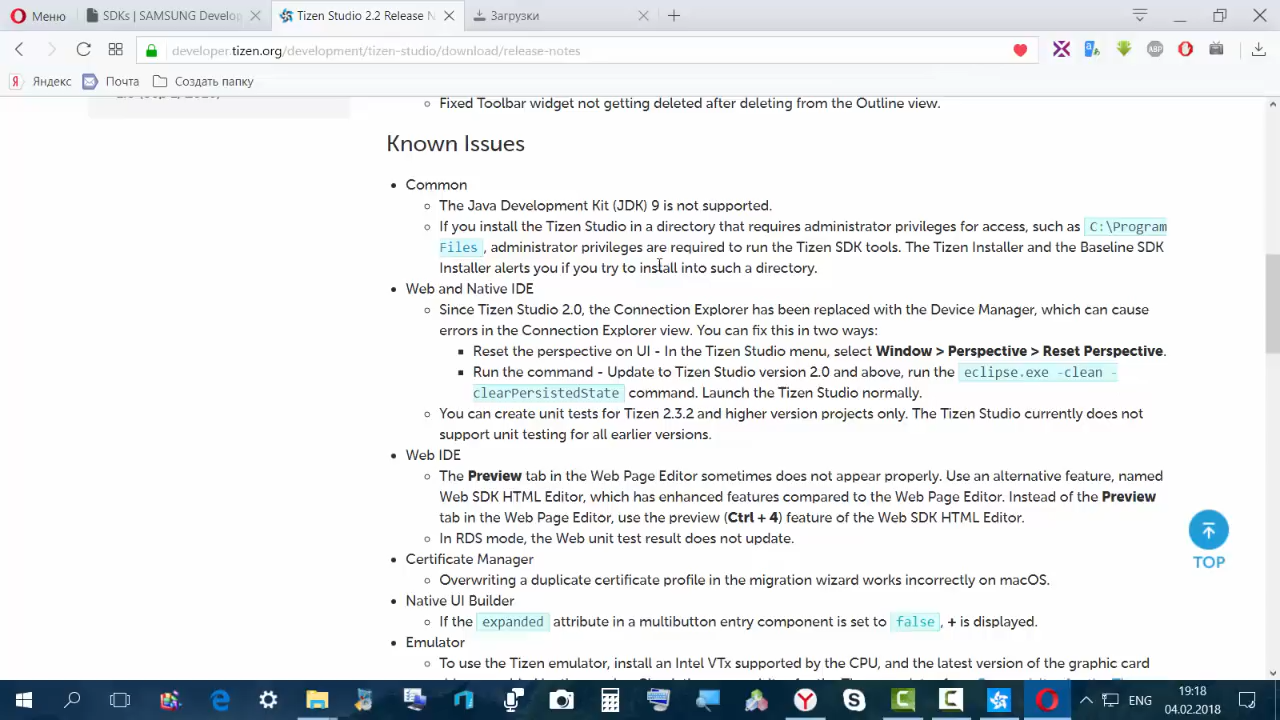 Меню
SDKs | SAMSUNG Develo
Tizen Studio 2.2 Release N
Загрузки
developer.tizen.org/development/tizen-studio/download/release-notes
ABP
Я Яндекс
Почта
Создать папку
Fixed Toolbar widget not getting deleted after deleting from the Outline view.
Known Issues
Common
The Java Development Kit (JDK) 9 is not supported.
If you install the Tizen Studio in a directory that requires administrator privileges for access, such as C:\Program
Files , administrator privileges are required to run the Tizen SDK tools. The Tizen Installer and the Baseline SDK
Installer alerts you if you try to install into such a directory.
Web and Native IDE
Since Tizen Studio 2.0, the Connection Explorer has been replaced with the Device Manager, which can cause
errors in the Connection Explorer view. You can fix this in two ways:
Reset the perspective on UI - In the Tizen Studio menu, select Window > Perspective > Reset Perspective.
Run the command - Update to Tizen Studio version 2.0 and above, run the eclipse.exe -clean -
clearPersistedState command. Launch the Tizen Studio normally.
You can create unit tests for Tizen 2.3.2 and higher version projects only. The Tizen Studio currently does not
support unit testing for all earlier versions.
Web IDE
The Preview tab in the Web Page Editor sometimes does not appear properly. Use an alternative feature, named
Web SDK HTML Editor, which has enhanced features compared to the Web Page Editor. Instead of the Preview
tab in the Web Page Editor, use the preview (Ctrl + 4) feature of the Web SDK HTML Editor.
In RDS mode, the Web unit test result does not update.
Certificate Manager
Overwriting a duplicate certificate profile in the migration wizard works incorrectly on macOS.
Native UI Builder
If the expanded attribute in a multibutton entry component is set to false , + is displayed.
Emulator
To use the Tizen emulator, install an Intel VTx supported by the CPU, and the latest version of the graphic card
TOP
ENG
19:18
04.02.2018